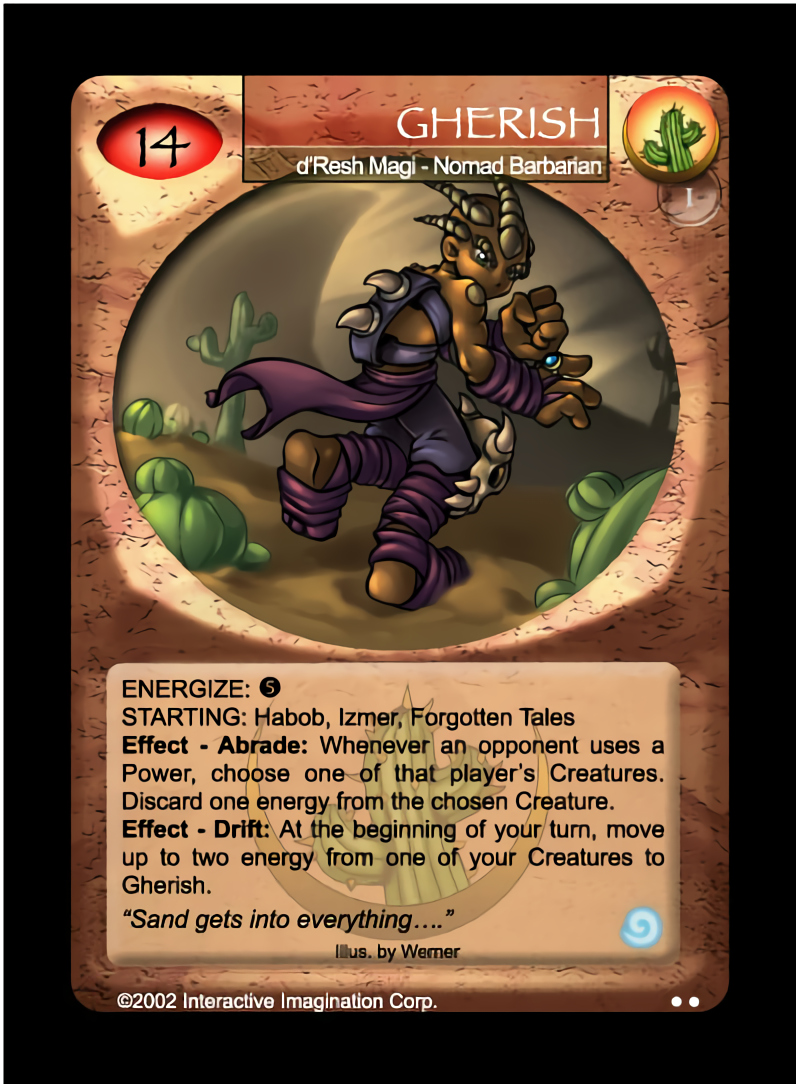 14
GHERISH
d'Resh Magi - Nomad Barbarian
I
ENERGIZE: 5
STARTING: Habob, Izmer, Forgotten Tales
Effect - Abrade: Whenever an opponent uses a
Power, choose one of that player's Creatures.
Discard one energy from the chosen Creature.
Effect - Drift: At the beginning of your turn, move
up to two energy from one of your Creatures to
Gherish.
"Sand gets into everything...."
Illus. by Werner
©2002 Interactive Imagination Corp.